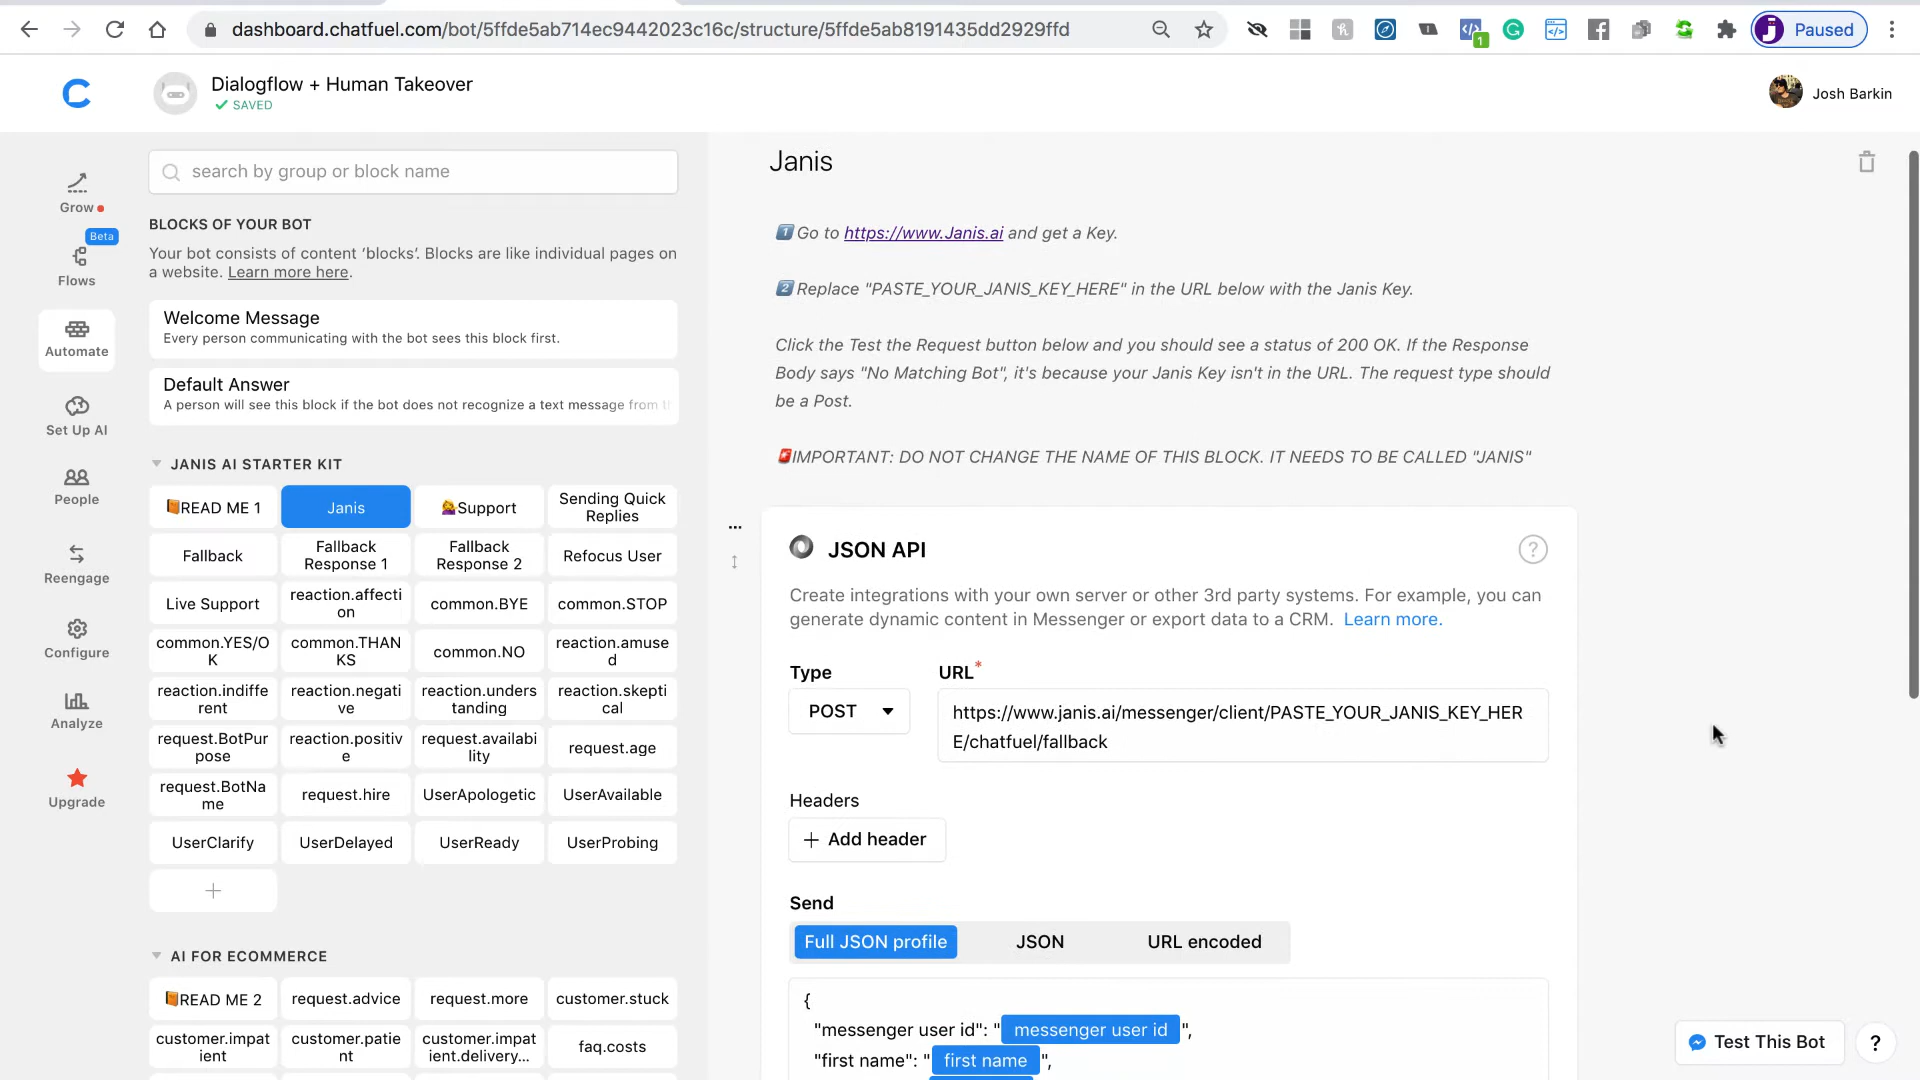 dashboard.chatfuel.com/bot/5ffde5ab714ec9442023c16c/structure/5ffde5ab8191435dd2929ffd
1
Paused
Dialogflow + Human Takeover
SAVED
Josh Barkin
Grow
Beta
Flows
Automate
Set Up AI
People
Reengage
Configure
Analyze
Upgrade
search by group or block name
BLOCKS OF YOUR BOT
Your bot consists of content ‘blocks’. Blocks are like individual pages on
a website. Learn more here.
Welcome Message
Every person communicating with the bot sees this block first.
Default Answer
A person will see this block if the bot does not recognize a text message from
JANIS AI STARTER KIT
READ ME 1
Janis
Support
Sending Quick
Replies
Fallback
Fallback
Response 1
Fallback
Response 2
Refocus User
Live Support
reaction.affecti
on
common.BYE
common.STOP
common.YES/O
K
common.THAN
KS
common.NO
reaction.amuse
d
reaction.indiffe
rent
reaction.negati
ve
reaction.unders
tanding
reaction.skepti
cal
request.BotPur
pose
reaction.positiv
e
request.availabi
lity
request.age
request.BotNa
me
request.hire
UserApologetic
UserAvailable
UserClarify
UserDelayed
UserReady
UserProbing
AI FOR ECOMMERCE
READ ME 2
request.advice
request.more
customer.stuck
customer.impat
ient
customer.patie
nt
customer.impat
ient.delivery...
faq.costs
Janis
1 Go to https://www.Janis.ai and get a Key.
2 Replace "PASTE_YOUR_JANIS_KEY_HERE" in the URL below with the Janis Key.
Click the Test the Request button below and you should see a status of 200 OK. If the Response
Body says "No Matching Bot", it's because your Janis Key isn't in the URL. The request type should
be a Post.
IMPORTANT: DO NOT CHANGE THE NAME OF THIS BLOCK. IT NEEDS TO BE CALLED "JANIS"
JSON API
?
Create integrations with your own server or other 3rd party systems. For example, you can
generate dynamic content in Messenger or export data to a CRM. Learn more.
Type
URL*
POST
https://www.janis.ai/messenger/client/PASTE_YOUR_JANIS_KEY_HER
E/chatfuel/fallback
Headers
+ Add header
Send
Full JSON profile
JSON
URL encoded
{
"messenger user id": "messenger user id",
"first name": "first name",
Test This Bot
?